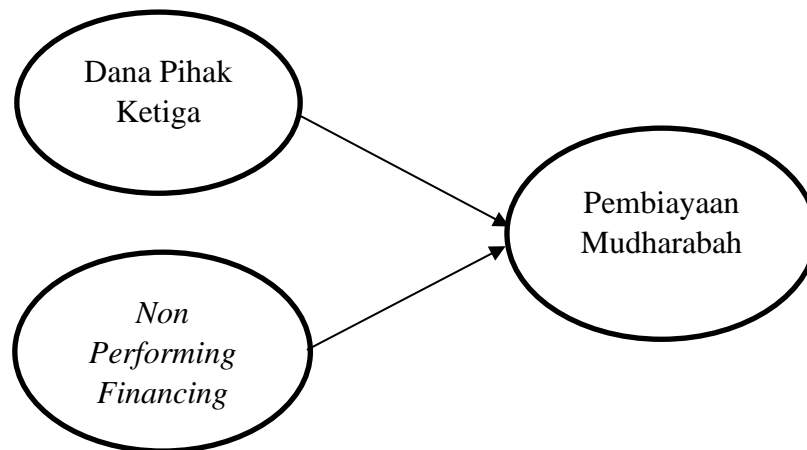 Dana Pihak
Ketiga
Pembiayaan
Mudharabah
Non
Performing
Financing